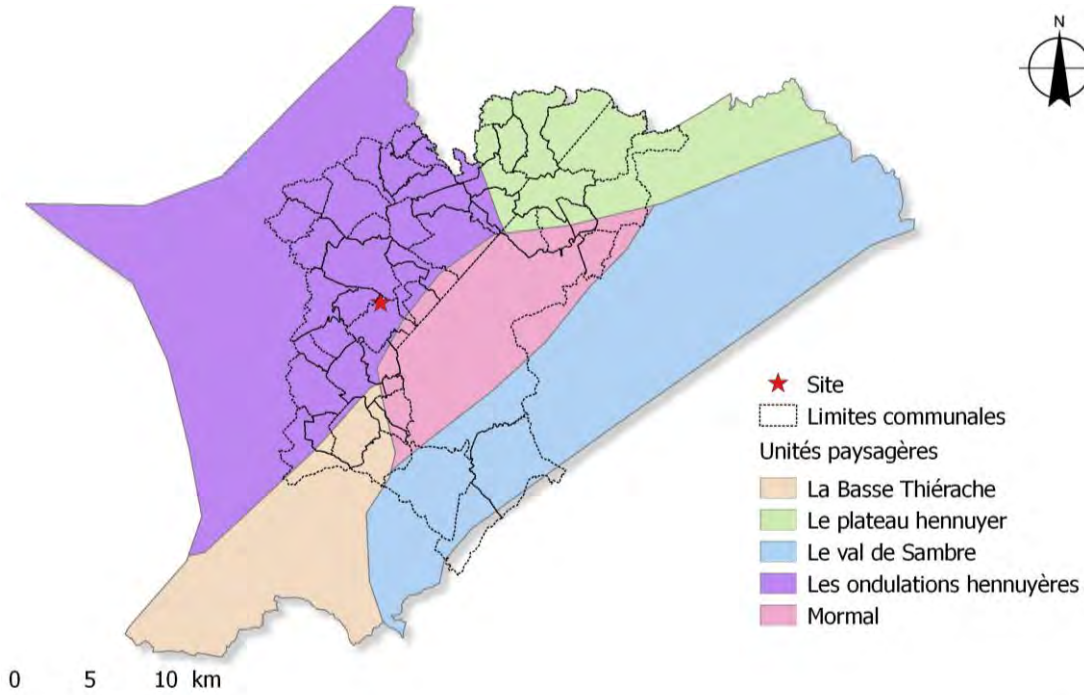 N
Site
Limites communales
Unités paysagères
La Basse Thiérache
Le plateau hennuyer
Le val de Sambre
Les ondulations hennuyères
Mormal
0 5 10 km